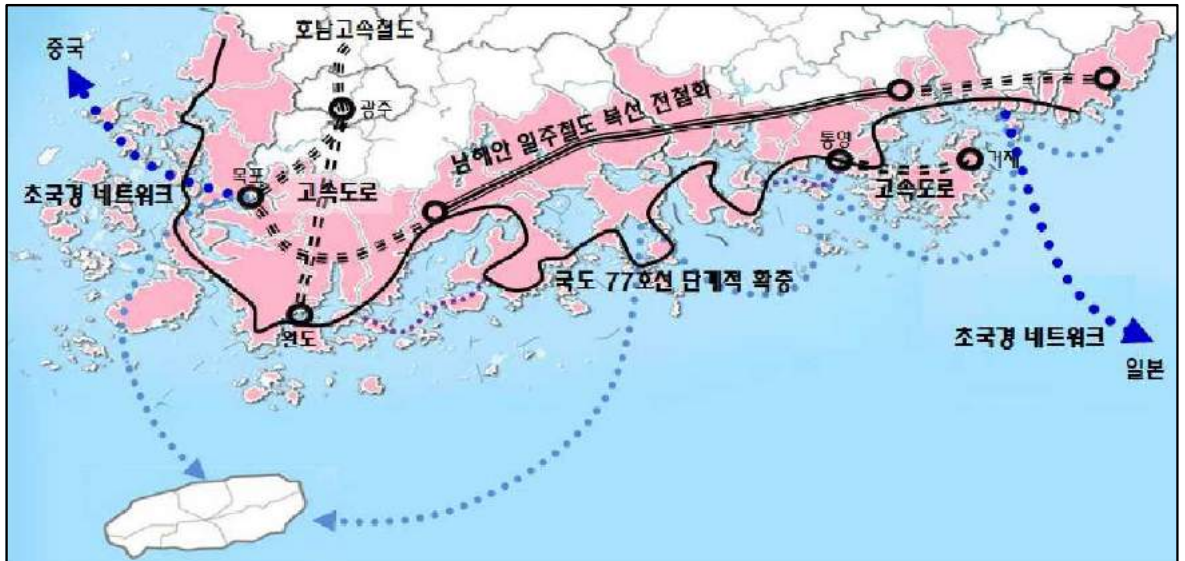 호남고속철도
중국
광주
남해안 일주철도 복선 전철화
통영
거제
목포
초국경 네트워크
고속도로
고속도로
국도 77호선 단계적 확충
완도
초국경 네트워크
일본